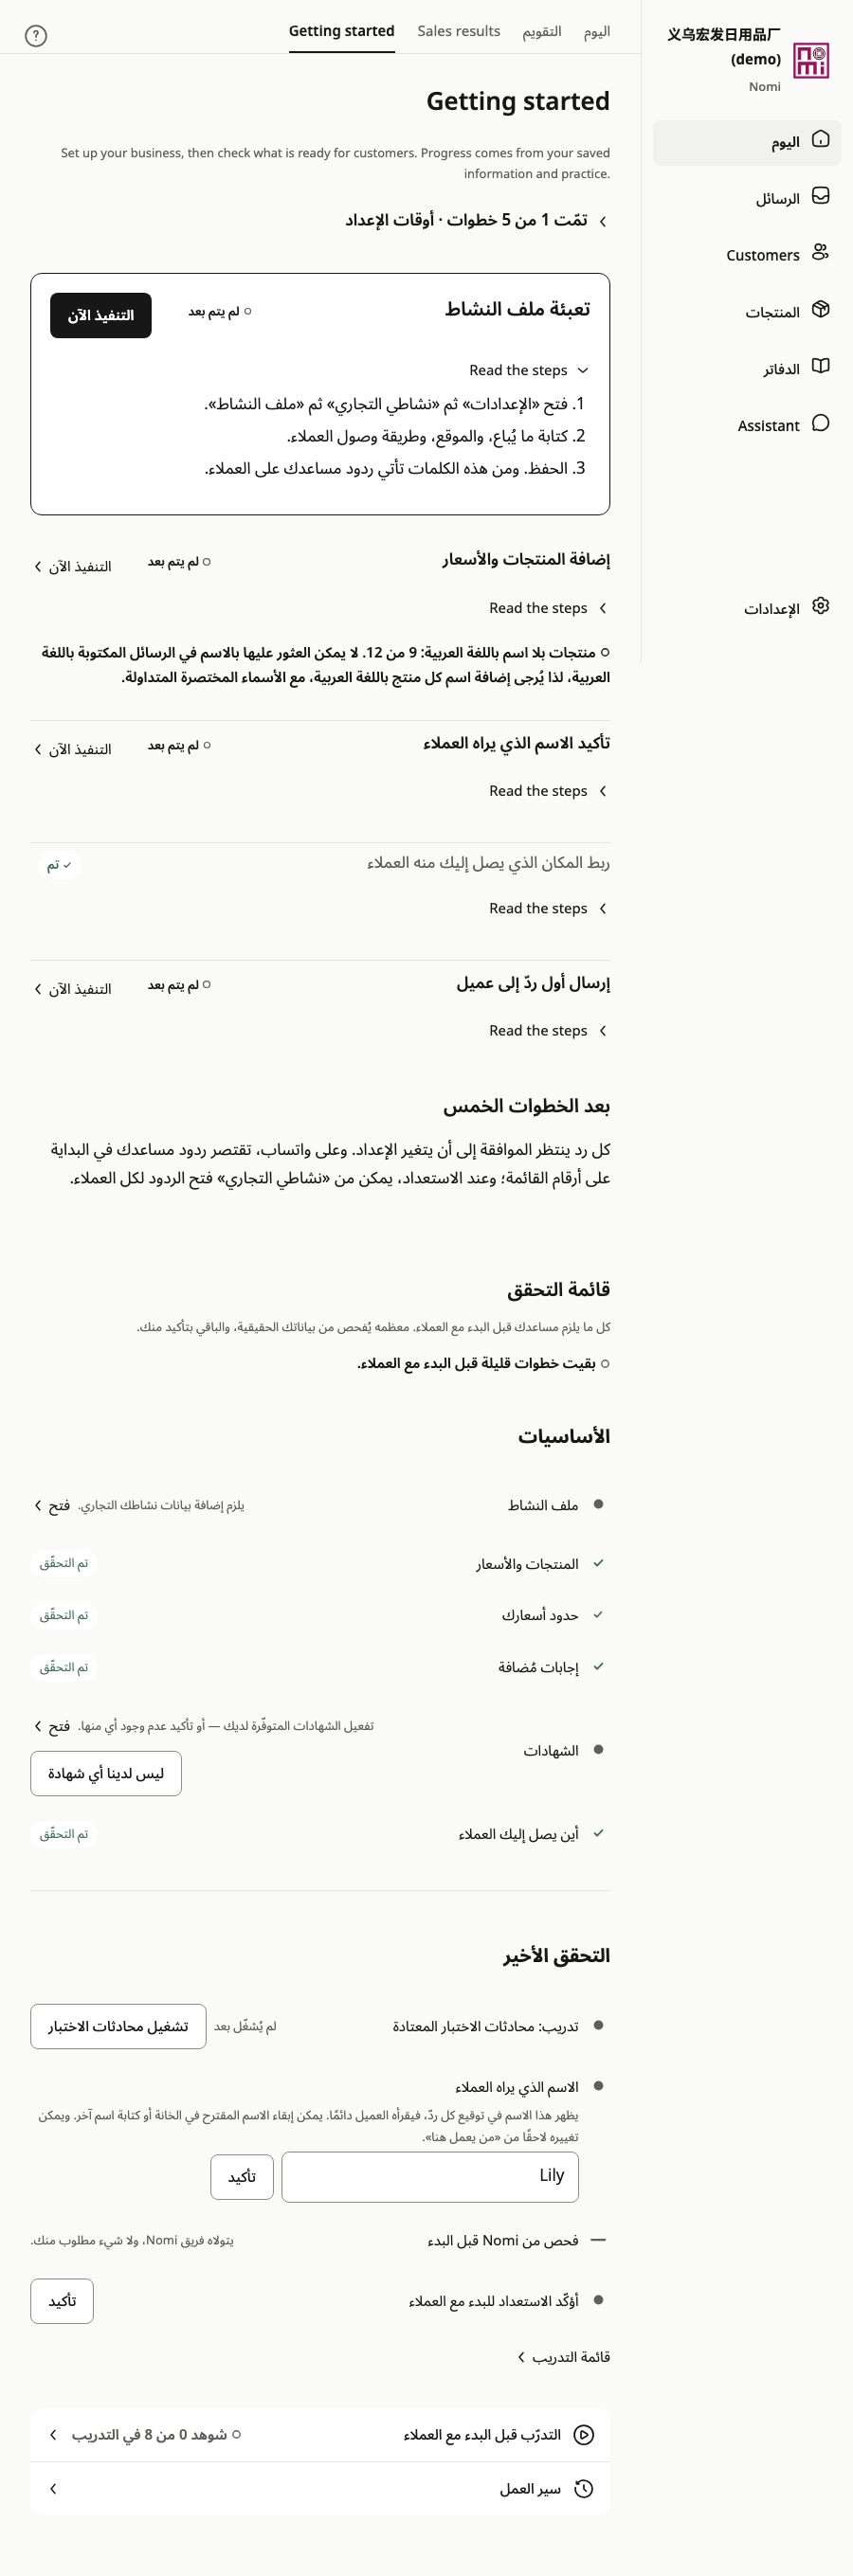 义乌宏发日用品厂
(demo)
Nomi
nomi
اليوم
الرسائل
Customers
المنتجات
الدفاتر
Assistant
الإعدادات
اليوم
التقويم
Sales results
Getting started
?
Getting started
Set up your business, then check what is ready for customers. Progress comes from your saved
information and practice.
تمّت 1 من 5 خطوات · أوقات الإعداد
تعبئة ملف النشاط
لم يتم بعد
التنفيذ الآن
Read the steps
1. فتح «الإعدادات» ثم «نشاطي التجاري» ثم «ملف النشاط».
2. كتابة ما يُباع، والموقع، وطريقة وصول العملاء.
3. الحفظ. ومن هذه الكلمات تأتي ردود مساعدك على العملاء.
إضافة المنتجات والأسعار
لم يتم بعد
التنفيذ الآن
Read the steps
منتجات بلا اسم باللغة العربية: 9 من 12. لا يمكن العثور عليها بالاسم في الرسائل المكتوبة باللغة
العربية، لذا يُرجى إضافة اسم كل منتج باللغة العربية، مع الأسماء المختصرة المتداولة.
تأكيد الاسم الذي يراه العملاء
لم يتم بعد
التنفيذ الآن
Read the steps
ربط المكان الذي يصل إليك منه العملاء
تم
Read the steps
إرسال أول ردّ إلى عميل
لم يتم بعد
التنفيذ الآن
Read the steps
بعد الخطوات الخمس
كل رد ينتظر الموافقة إلى أن يتغير الإعداد. وعلى واتساب، تقتصر ردود مساعدك في البداية
على أرقام القائمة؛ وعند الاستعداد، يمكن من «نشاطي التجاري» فتح الردود لكل العملاء.
قائمة التحقق
كل ما يلزم مساعدك قبل البدء مع العملاء. معظمه يُفحص من بياناتك الحقيقية، والباقي بتأكيد منك.
بقيت خطوات قليلة قبل البدء مع العملاء.
الأساسيات
ملف النشاط
يلزم إضافة بيانات نشاطك التجاري.
فتح
المنتجات والأسعار
تم التحقّق
حدود أسعارك
تم التحقّق
إجابات مُضافة
تم التحقّق
تفعيل الشهادات المتوفّرة لديك — أو تأكيد عدم وجود أي منها.
فتح
الشهادات
ليس لدينا أي شهادة
أين يصل إليك العملاء
تم التحقّق
التحقق الأخير
تدريب: محادثات الاختبار المعتادة
لم يُشغّل بعد
تشغيل محادثات الاختبار
الاسم الذي يراه العملاء
يظهر هذا الاسم في توقيع كل ردّ، فيقرأه العميل دائمًا. يمكن إبقاء الاسم المقترح في الخانة أو كتابة اسم آخر. ويمكن
تغييره لاحقًا من «من يعمل هنا».
Lily
تأكيد
فحص من Nomi قبل البدء
يتولاه فريق Nomi، ولا شيء مطلوب منك.
أؤكّد الاستعداد للبدء مع العملاء
تأكيد
قائمة التدريب
التدرّب قبل البدء مع العملاء
شوهد 0 من 8 في التدريب
سير العمل